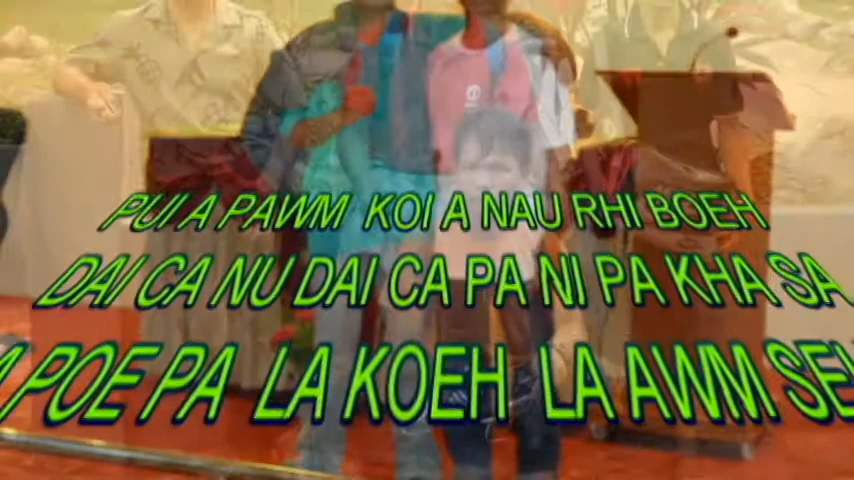 PUI A PAWM KOI A NAU RHI BOEH
DAI CA NU DAI CA PA NI PA KHA SA
POE PA LA KOEH LA AWM